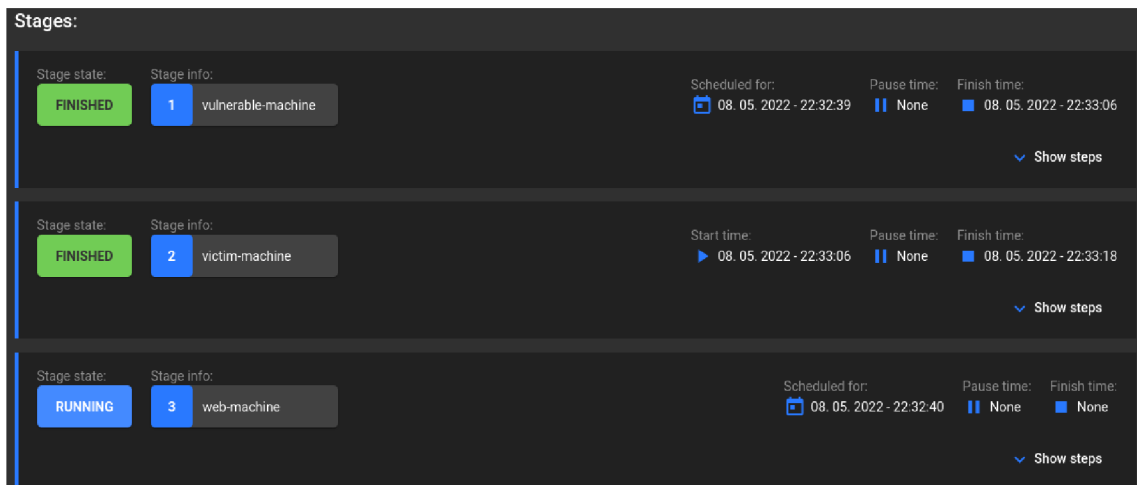 Stages:
Stage state: Stage info:
FINISHED 1 vulnerable-machine
Scheduled for: Pause time: Finish time:
08. 05. 2022 - 22:32:39 None 08. 05. 2022 - 22:33:06
Show steps
Stage state: Stage info:
FINISHED 2 victim-machine
Start time: Pause time: Finish time:
08. 05. 2022 - 22:33:06 None 08. 05. 2022 - 22:33:18
Show steps
Stage state: Stage info:
RUNNING 3 web-machine
Scheduled for: Pause time: Finish time:
08. 05. 2022 - 22:32:40 None None
Show steps